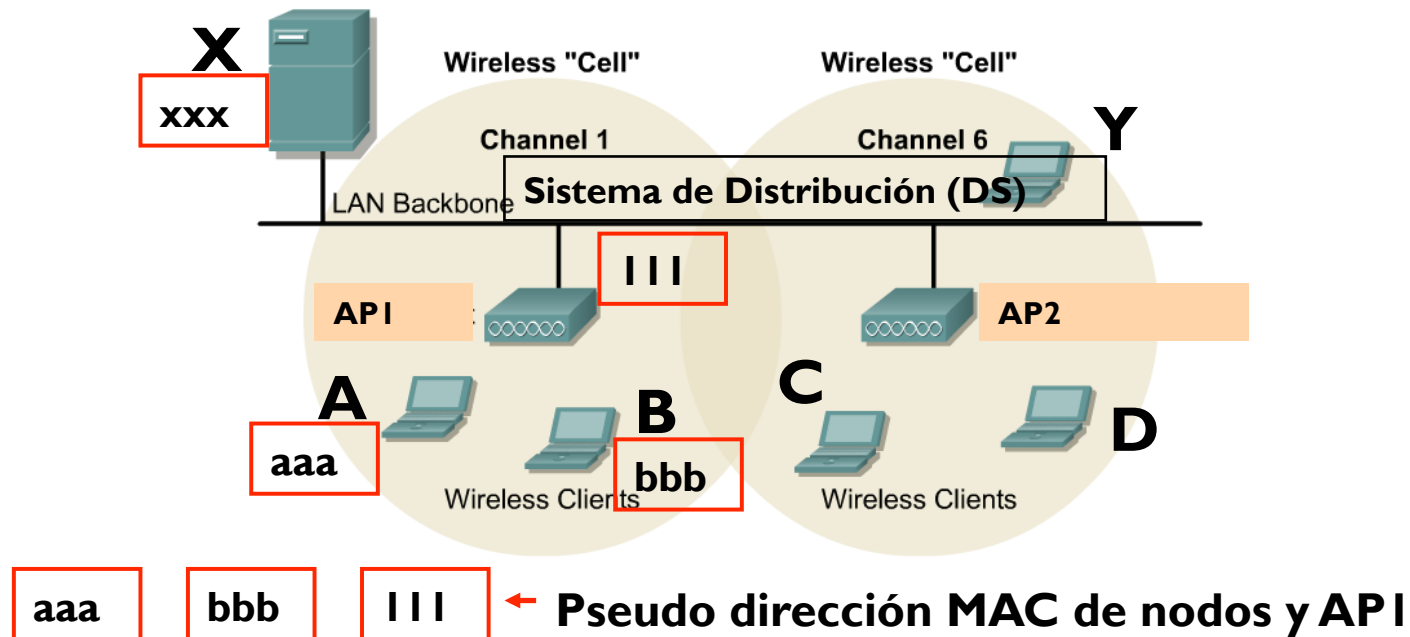 X
xxx
Wireless "Cell"
Wireless "Cell"
Channel 1
Channel 6
Y
Sistema de Distribución (DS)
LAN Backbone
111
AP1
AP2
A
B
C
D
aaa
bbb
Wireless Clients
Wireless Clients
aaa
bbb
111
Pseudo dirección MAC de nodos y AP1